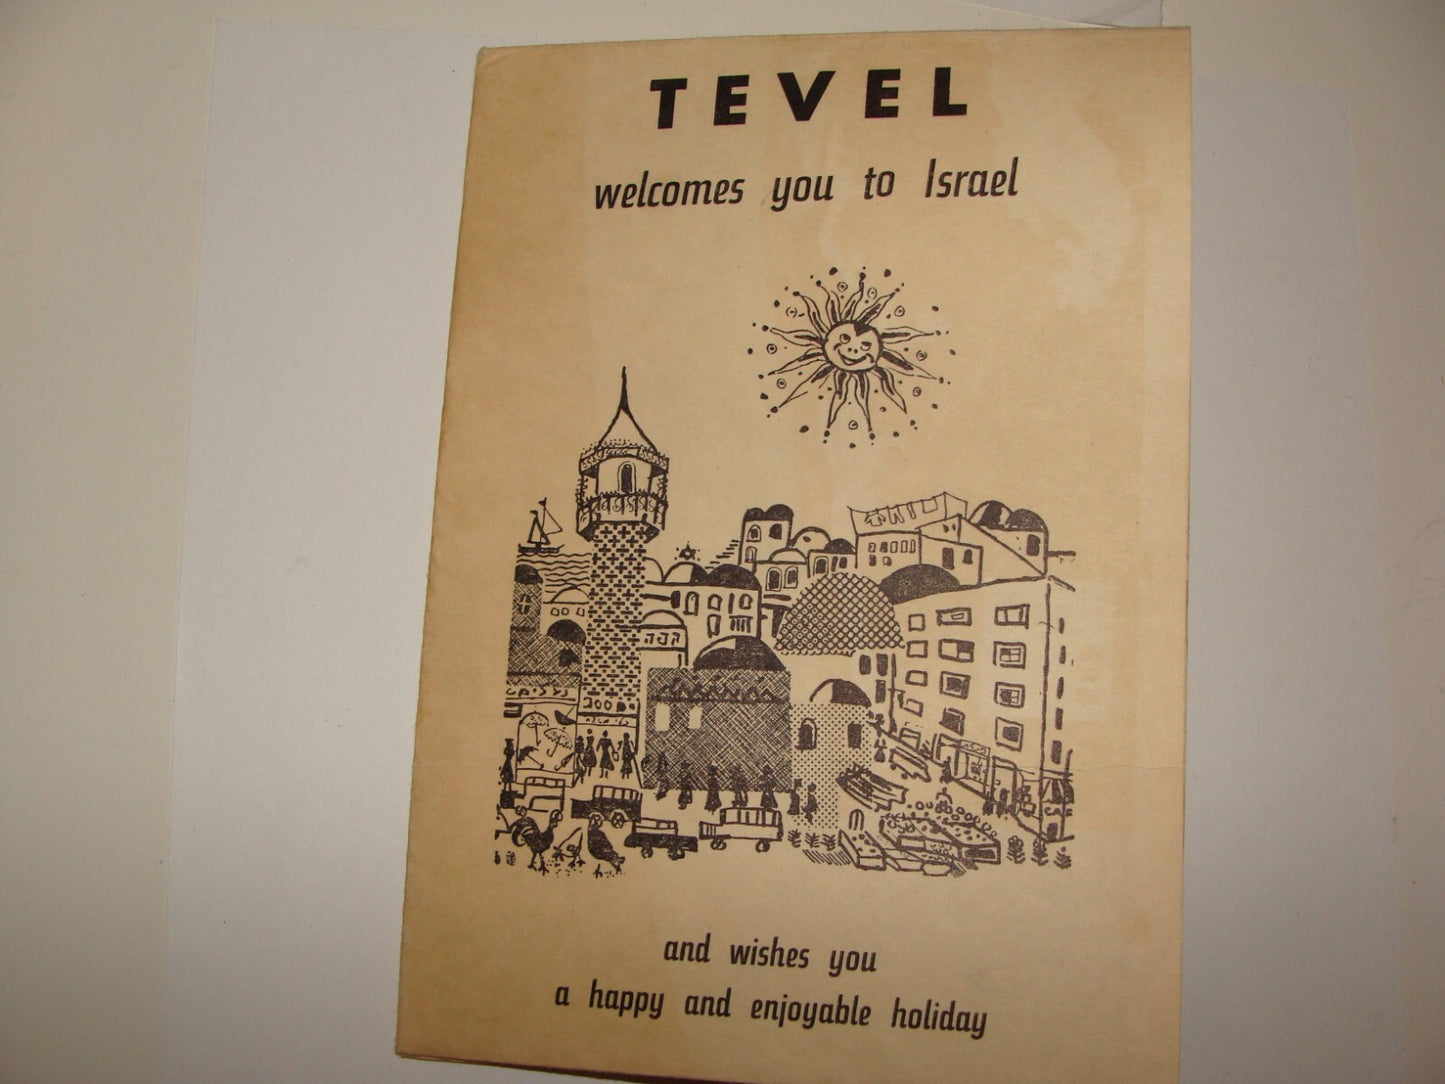 TEVEL
welcomes you to Israel
and wishes you
a happy and enjoyable holiday